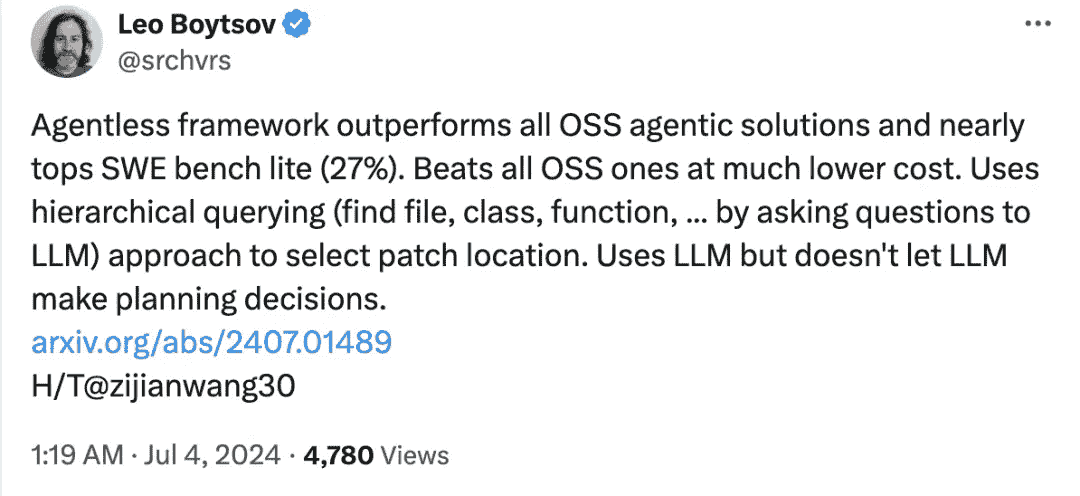 Leo Boytsov
@srchvrs
Agentless framework outperforms all OSS agentic solutions and nearly
tops SWE bench lite (27%). Beats all OSS ones at much lower cost. Uses
hierarchical querying (find file, class, function, ... by asking questions to
LLM) approach to select patch location. Uses LLM but doesn't let LLM
make planning decisions.
arxiv.org/abs/2407.01489
H/T@zijianwang30
1:19 AM · Jul 4, 2024 · 4,780 Views